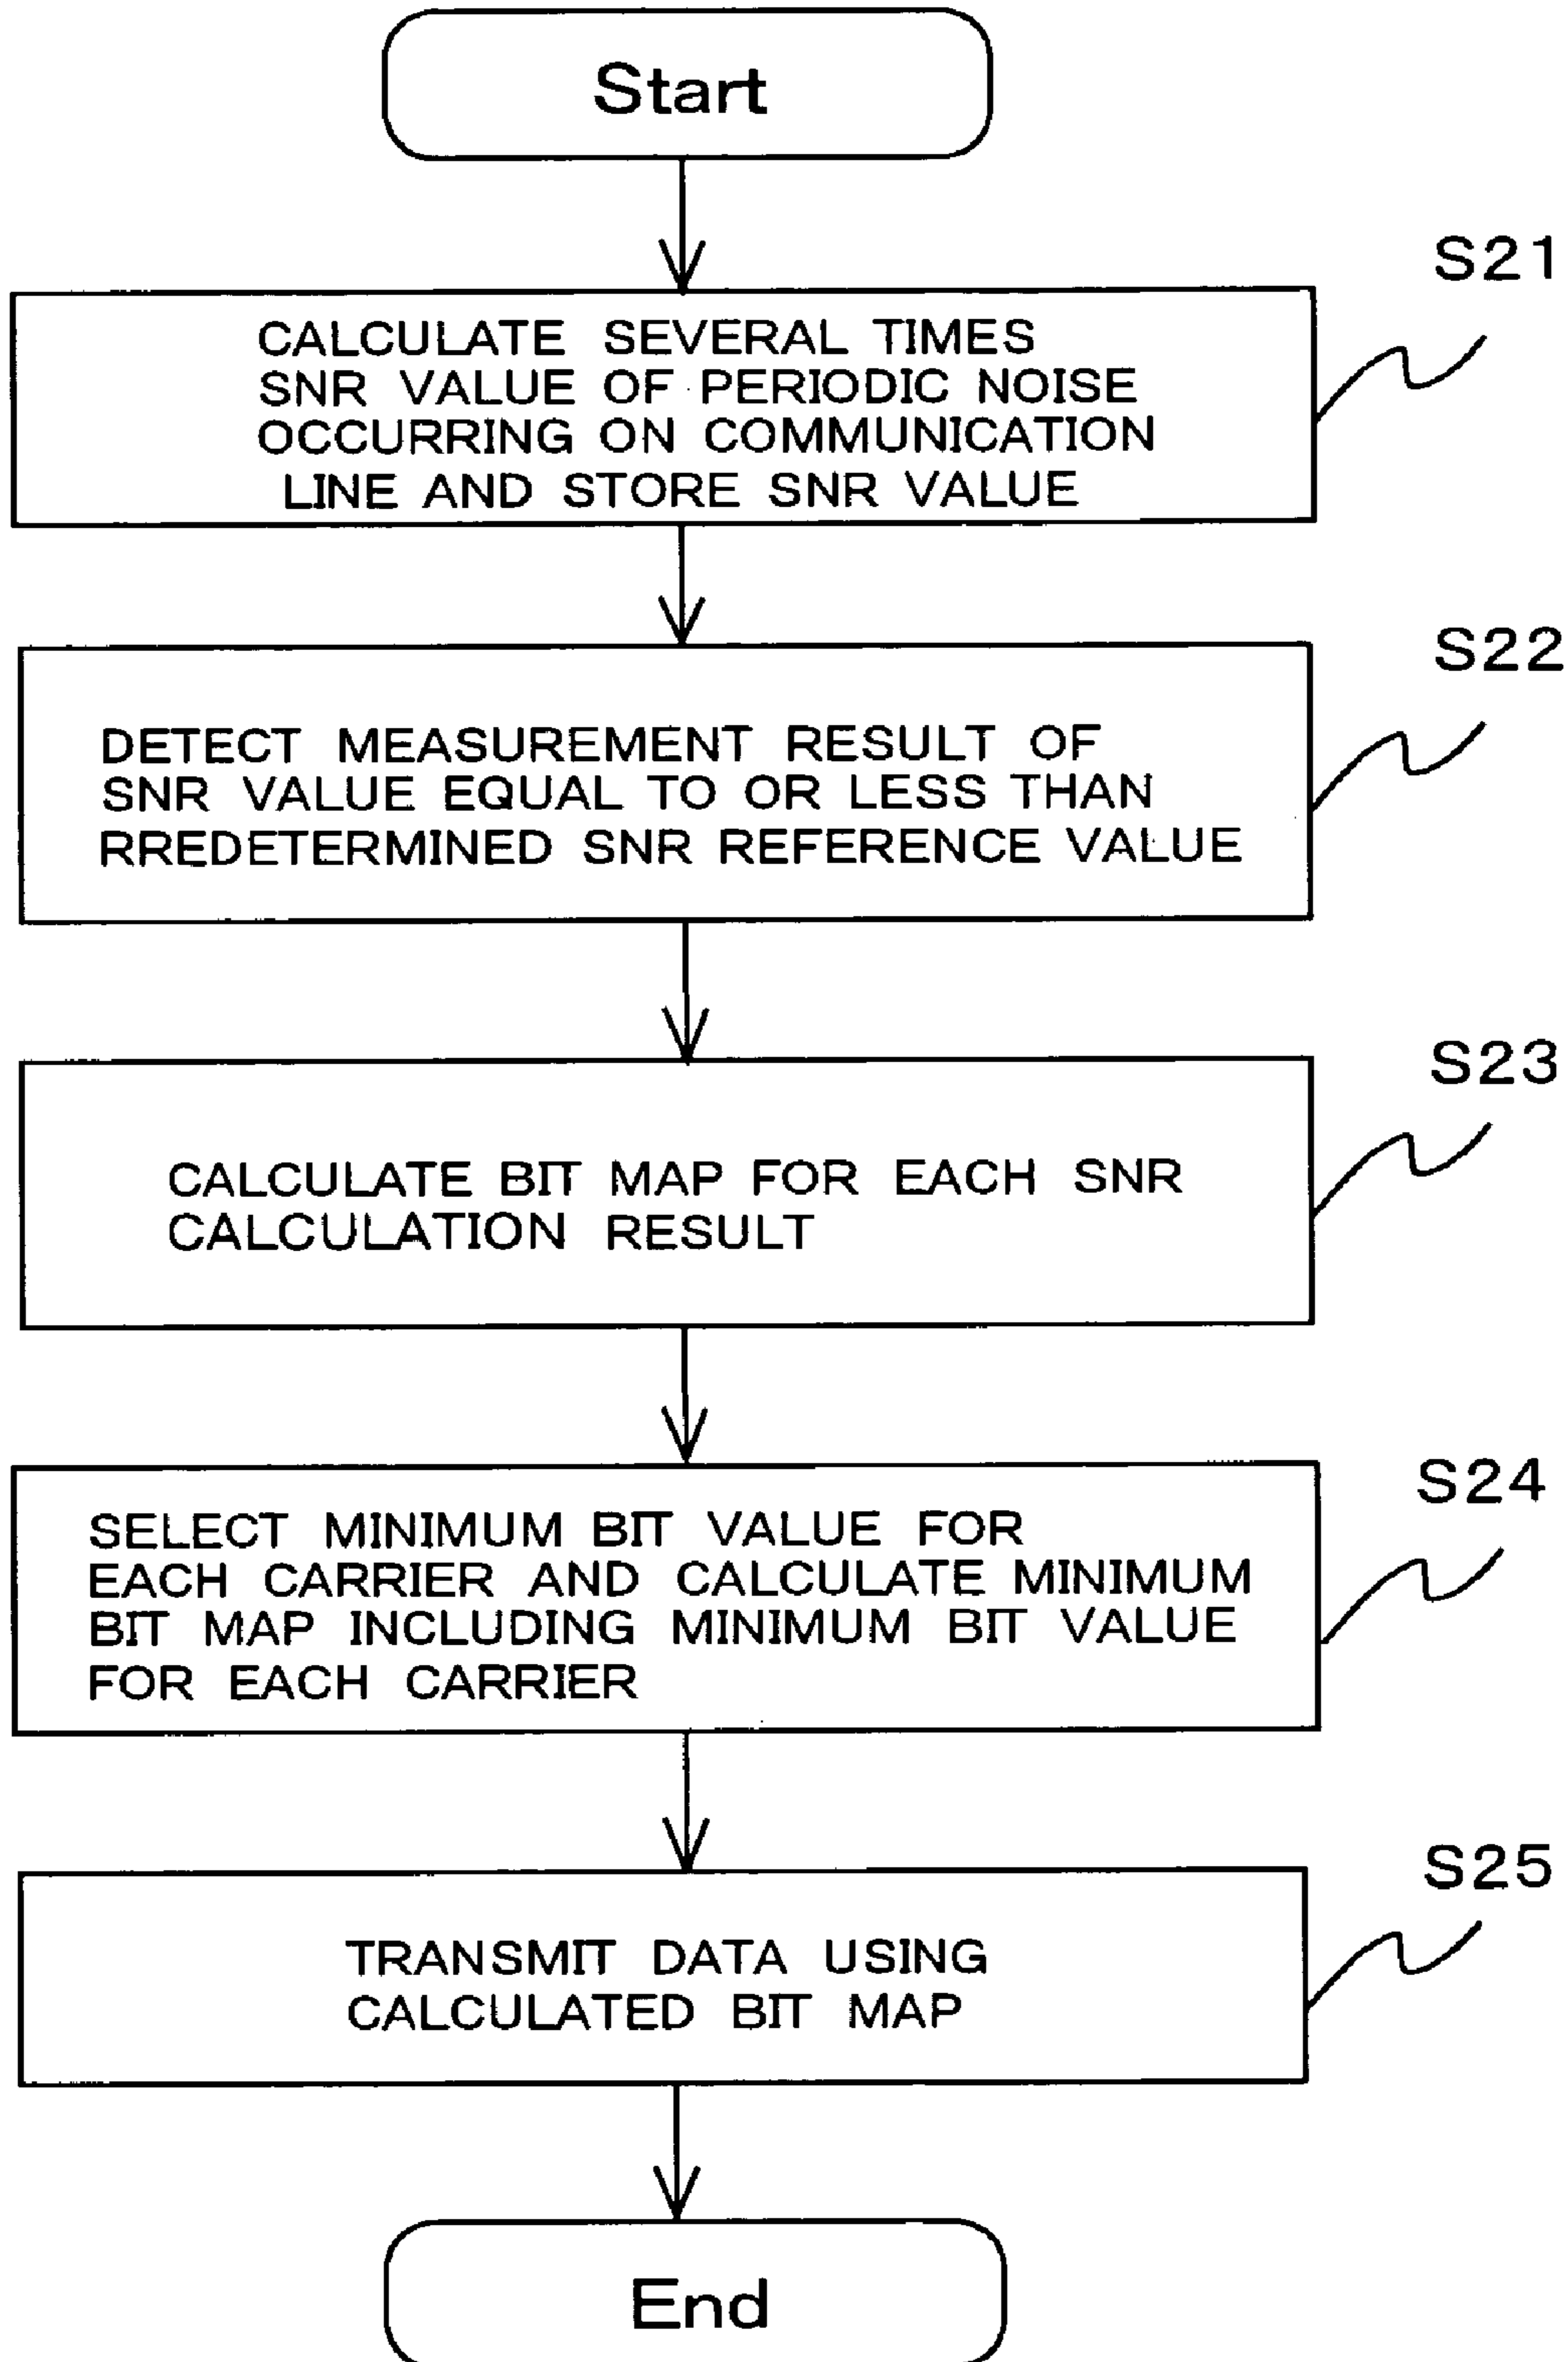 Start
S21
CALCULATE SEVERAL TIMES
SNR VALUE OF PERIODIC NOISE
OCCURRING ON COMMUNICATION
LINE AND STORE SNR VALUE
S22
DETECT MEASUREMENT RESULT OF
SNR VALUE EQUAL TO OR LESS THAN
RREDETERMINED SNR REFERENCE VALUE
S23
CALCULATE BIT MAP FOR EACH SNR
CALCULATION RESULT
S24
SELECT MINIMUM BIT VALUE FOR
EACH CARRIER AND CALCULATE MINIMUM
BIT MAP INCLUDING MINIMUM BIT VALUE
FOR EACH CARRIER
S25
TRANSMIT DATA USING
CALCULATED BIT MAP
End